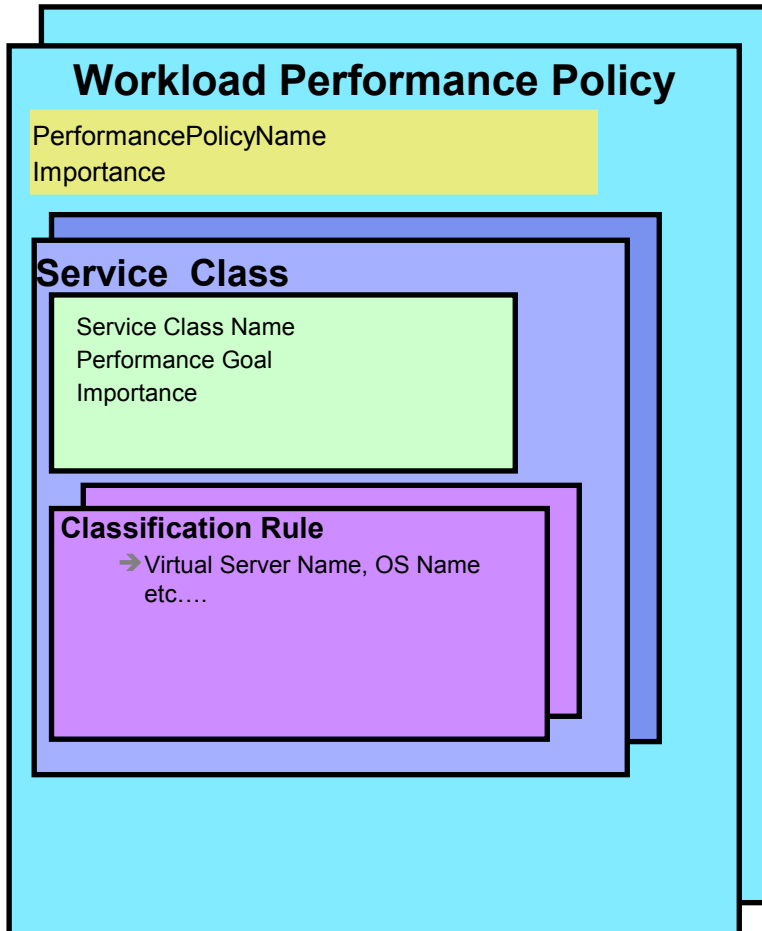 Workload Performance Policy
PerformancePolicyName
Importance
Service Class
Service Class Name
Performance Goal
Importance
Classification Rule
➔Virtual Server Name, OS Name
etc….